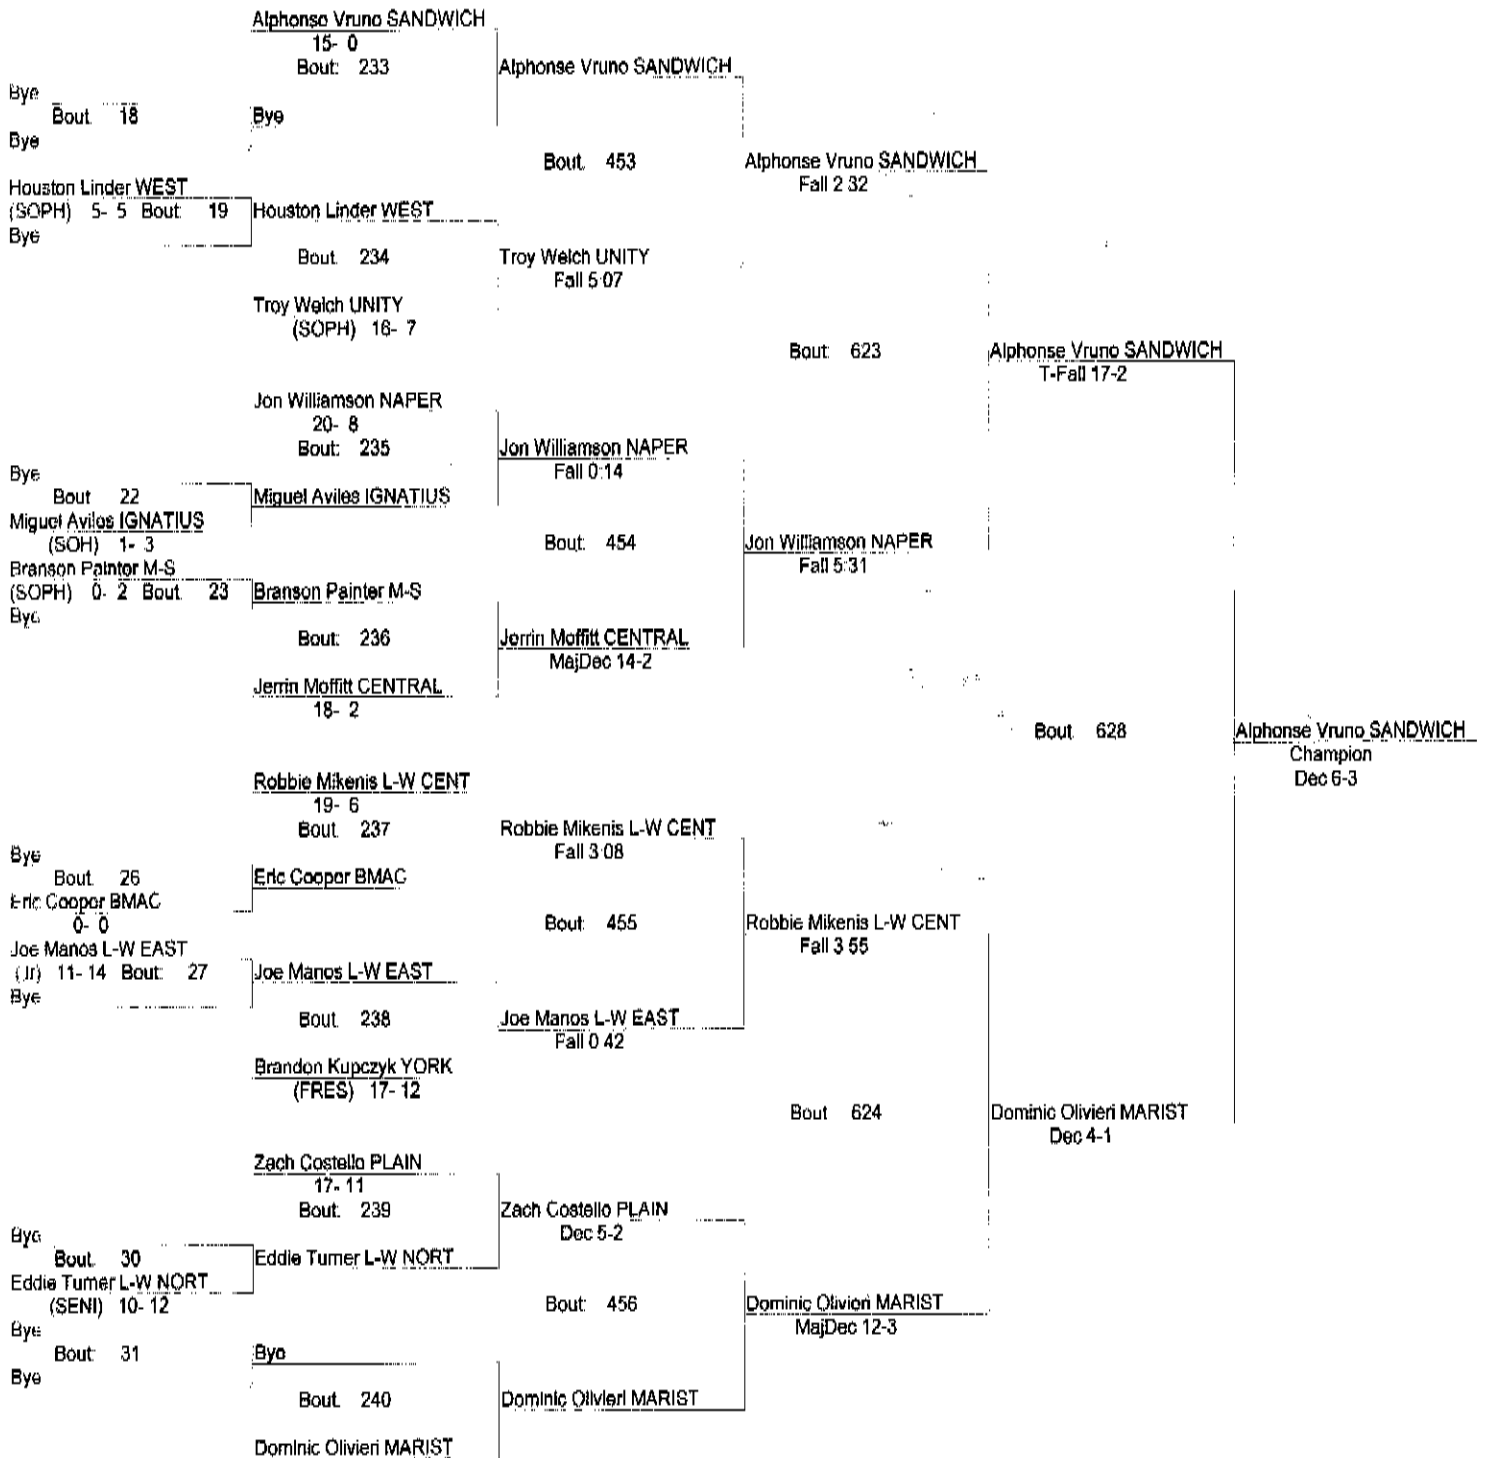 Alphonso Vruno SANDWICH
15- 0
Bout: 233
Alphonse Vruno SANDWICH
Bye
Bout. 18
Bye
Bye
Bout. 453
Alphonse Vruno SANDWICH
Fall 2 32
Houston Linder WEST
(SOPH) 5- 5 Bout: 19
Houston Linder WEST
Bye
Bout. 234
Troy Welch UNITY
Fall 5:07
Troy Welch UNITY
(SOPH) 16- 7
Bout: 623
Alphonse Vruno SANDWICH
T-Fall 17-2
Jon Williamson NAPER
20- 8
Bout: 235
Jon Williamson NAPER
Fall 0:14
Bye
Bout 22
Miguel Aviles IGNATIUS
Miguel Avilos IGNATIUS
(SOH) 1- 3
Bout: 454
Jon Williamson NAPER
Fall 5:31
Branson Paintor M-S
(SOPH) 0- 2 Bout. 23
Branson Painter M-S
Byc
Bout: 236
Jerrin Moffitt CENTRAL
MajDec 14-2
Jerrin Moffitt CENTRAL
18- 2
Bout. 628
Alphonse Vruno SANDWICH
Champion
Dec 6-3
Robbie Mikenis L-W CENT
19- 6
Bout. 237
Robbie Mikenis L-W CENT
Fall 3:08
Bye
Bout. 26
Eric Coopor BMAC
Eric Coopor BMAC
0- 0
Bout: 455
Robbie Mikenis L-W CENT
Fall 3 55
Joe Manos L-W EAST
(Jr) 11- 14 Bout: 27
Joe Manos L-W EAST
Bye
Bout. 238
Joe Manos L-W EAST
Fall 0 42
Brandon Kupczyk YORK
(FRES) 17- 12
Bout 624
Dominic Olivieri MARIST
Dec 4-1
Zach Costello PLAIN
17- 11
Bout: 239
Zach Costello PLAIN
Dec 5-2
Byc
Bout. 30
Eddie Turner L-W NORT
Eddie Turner L-W NORT
(SENI) 10- 12
Bout: 456
Dominic Olivieri MARIST
MajDec 12-3
Bye
Bout: 31
Byo
Bye
Bout. 240
Dominic Olivieri MARIST
Dominic Olivieri MARIST